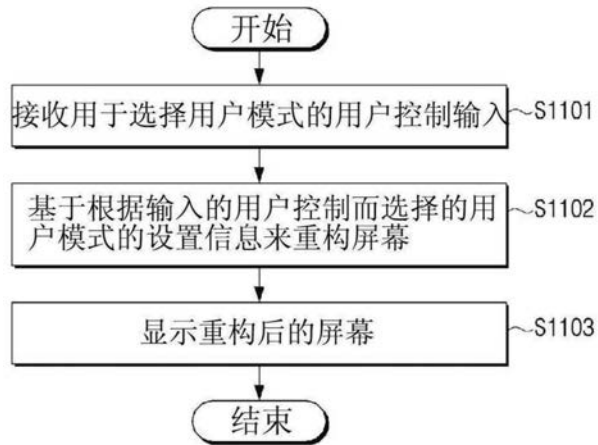 开始
接收用于选择用户模式的用户控制输入
S1101
基于根据输入的用户控制而选择的用
户模式的设置信息来重构屏幕
S1102
显示重构后的屏幕
S1103
结束